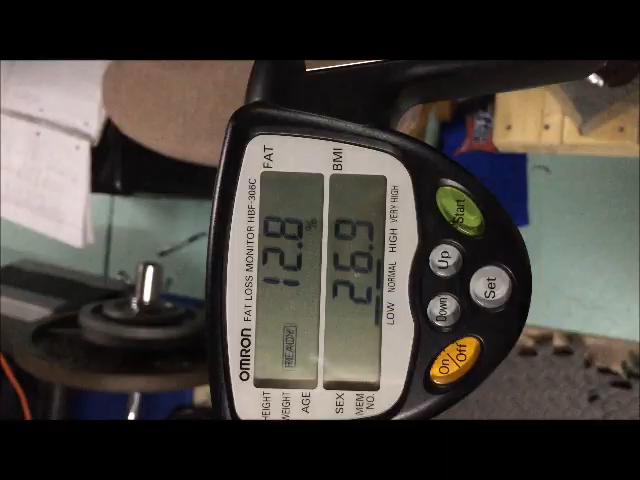 OMRON FAT LOSS MONITOR HBF-306C
HEIGHT
WEIGHT
AGE
READY
12.8 %
FAT
SEX
MEM
NO.
26.9
BMI
LOW NORMAL HIGH VERY HIGH
On/Off
Down
Up
Start
Set